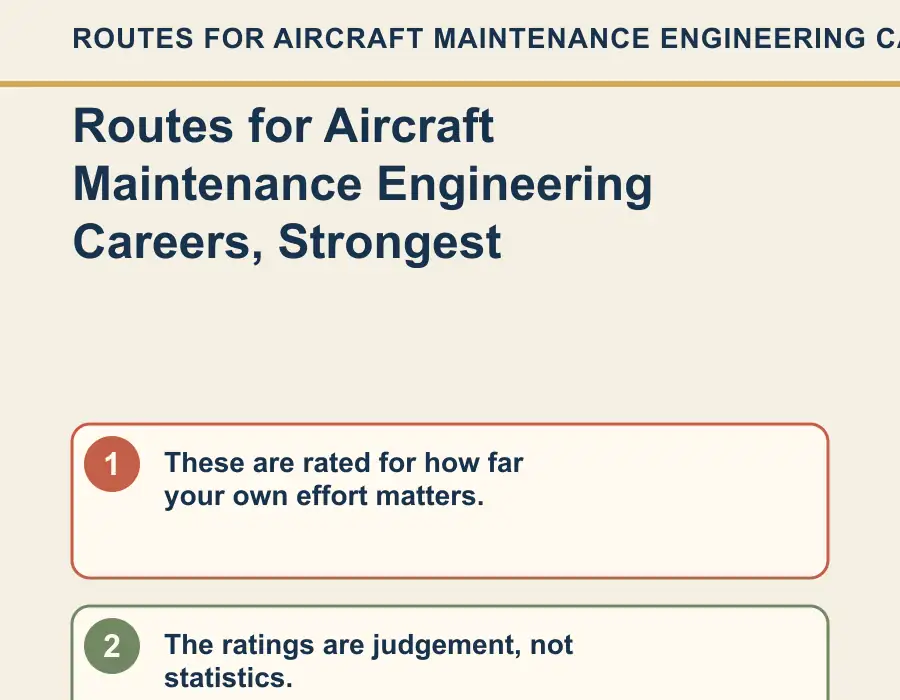 ROUTES FOR AIRCRAFT MAINTENANCE ENGINEERING
Routes for Aircraft
Maintenance Engineering
Careers, Strongest
1
These are rated for how far
your own effort matters.
2
The ratings are judgement, not
statistics.